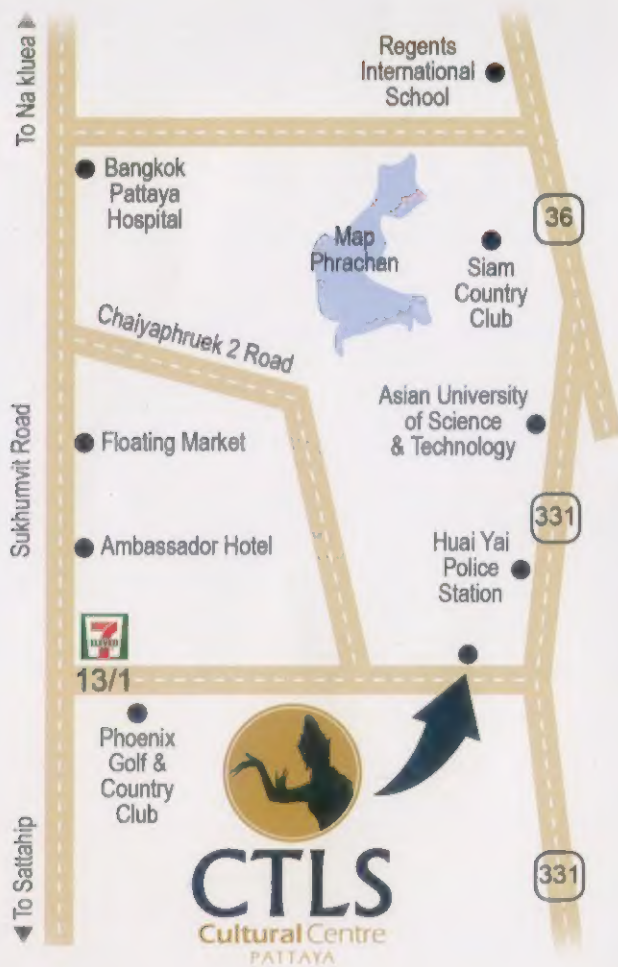 To Na kluea
Regents
International
School
Bangkok
Pattaya
Hospital
Map
Phrachan
36
Siam
Country
Club
Chaiyaphruek 2 Road
Asian University
of Science
& Technology
Sukhumvit Road
Floating Market
331
Ambassador Hotel
Huai Yai
Police
Station
7
ELEVEN
13/1
Phoenix
Golf &
Country
Club
To Sattahip
331
CTLS
Cultural Centre
PATTAYA